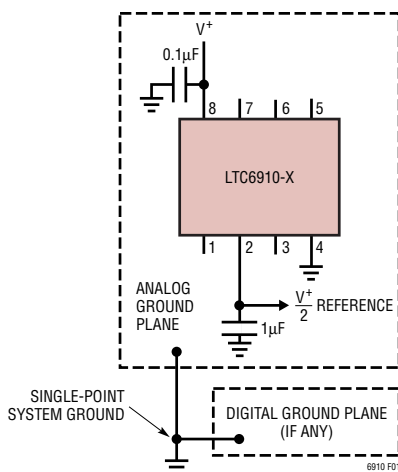 V+
0.1µF
8 7 6 5
LTC6910-X
1 2 3 4
ANALOG
GROUND
PLANE
V+
2
REFERENCE
1µF
SINGLE-POINT
SYSTEM GROUND
DIGITAL GROUND PLANE
(IF ANY)
6910 F01